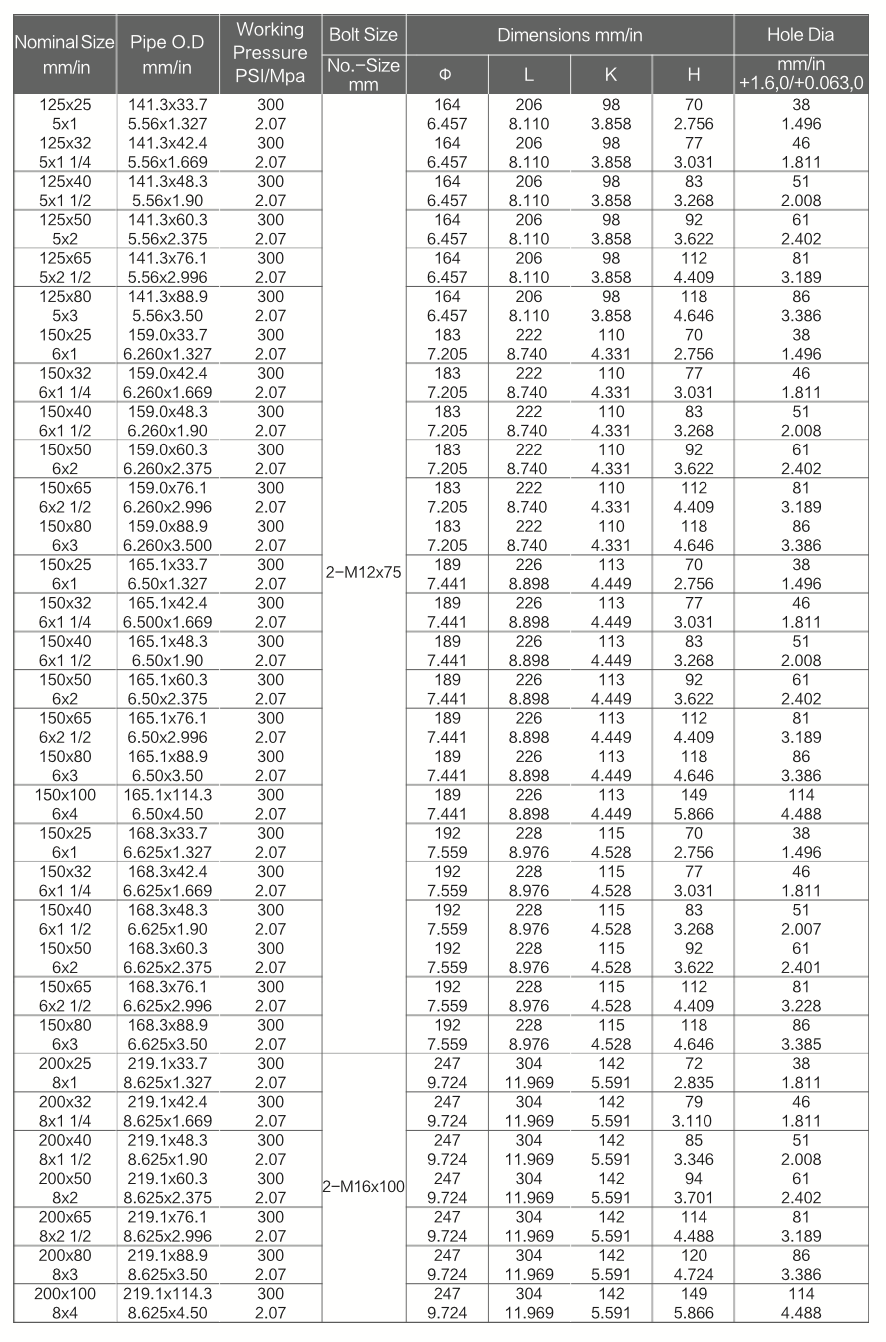 Nominal Size mm/in Pipe O.D mm/in Working Pressure PSI/Mpa Bolt Size Dimensions mm/in Hole Dia
No.-Size mm Φ L K H mm/in +1.6,0/+0.063,0
125x25 141.3x33.7 300 164 206 98 70 38
5x1 5.56x1.327 2.07 6.457 8.110 3.858 2.756 1.496
125x32 141.3x42.4 300 164 206 98 77 46
5x1 1/4 5.56x1.669 2.07 6.457 8.110 3.858 3.031 1.811
125x40 141.3x48.3 300 164 206 98 83 51
5x1 1/2 5.56x1.90 2.07 6.457 8.110 3.858 3.268 2.008
125x50 141.3x60.3 300 164 206 98 92 61
5x2 5.56x2.375 2.07 6.457 8.110 3.858 3.622 2.402
125x65 141.3x76.1 300 164 206 98 112 81
5x2 1/2 5.56x2.996 2.07 6.457 8.110 3.858 4.409 3.189
125x80 141.3x88.9 300 164 206 98 118 86
5x3 5.56x3.50 2.07 6.457 8.110 3.858 4.646 3.386
150x25 159.0x33.7 300 183 222 110 70 38
6x1 6.260x1.327 2.07 7.205 8.740 4.331 2.756 1.496
150x32 159.0x42.4 300 183 222 110 77 46
6x1 1/4 6.260x1.669 2.07 7.205 8.740 4.331 3.031 1.811
150x40 159.0x48.3 300 183 222 110 83 51
6x1 1/2 6.260x1.90 2.07 7.205 8.740 4.331 3.268 2.008
150x50 159.0x60.3 300 183 222 110 92 61
6x2 6.260x2.375 2.07 7.205 8.740 4.331 3.622 2.402
150x65 159.0x76.1 300 183 222 110 112 81
6x2 1/2 6.260x2.996 2.07 7.205 8.740 4.331 4.409 3.189
150x80 159.0x88.9 300 183 222 110 118 86
6x3 6.260x3.500 2.07 7.205 8.740 4.331 4.646 3.386
150x25 165.1x33.7 300 2-M12x75 189 226 113 70 38
6x1 6.50x1.327 2.07 7.441 8.898 4.449 2.756 1.496
150x32 165.1x42.4 300 189 226 113 77 46
6x1 1/4 6.500x1.669 2.07 7.441 8.898 4.449 3.031 1.811
150x40 165.1x48.3 300 189 226 113 83 51
6x1 1/2 6.50x1.90 2.07 7.441 8.898 4.449 3.268 2.008
150x50 165.1x60.3 300 189 226 113 92 61
6x2 6.50x2.375 2.07 7.441 8.898 4.449 3.622 2.402
150x65 165.1x76.1 300 189 226 113 112 81
6x2 1/2 6.50x2.996 2.07 7.441 8.898 4.449 4.409 3.189
150x80 165.1x88.9 300 189 226 113 118 86
6x3 6.50x3.50 2.07 7.441 8.898 4.449 4.646 3.386
150x100 165.1x114.3 300 189 226 113 149 114
6x4 6.50x4.50 2.07 7.441 8.898 4.449 5.866 4.488
150x25 168.3x33.7 300 192 228 115 70 38
6x1 6.625x1.327 2.07 7.559 8.976 4.528 2.756 1.496
150x32 168.3x42.4 300 192 228 115 77 46
6x1 1/4 6.625x1.669 2.07 7.559 8.976 4.528 3.031 1.811
150x40 168.3x48.3 300 192 228 115 83 51
6x1 1/2 6.625x1.90 2.07 7.559 8.976 4.528 3.268 2.007
150x50 168.3x60.3 300 192 228 115 92 61
6x2 6.625x2.375 2.07 7.559 8.976 4.528 3.622 2.401
150x65 168.3x76.1 300 192 228 115 112 81
6x2 1/2 6.625x2.996 2.07 7.559 8.976 4.528 4.409 3.228
150x80 168.3x88.9 300 192 228 115 118 86
6x3 6.625x3.50 2.07 7.559 8.976 4.528 4.646 3.385
200x25 219.1x33.7 300 247 304 142 72 38
8x1 8.625x1.327 2.07 9.724 11.969 5.591 2.835 1.811
200x32 219.1x42.4 300 247 304 142 79 46
8x1 1/4 8.625x1.669 2.07 9.724 11.969 5.591 3.110 1.811
200x40 219.1x48.3 300 247 304 142 85 51
8x1 1/2 8.625x1.90 2.07 9.724 11.969 5.591 3.346 2.008
200x50 219.1x60.3 300 2-M16x100 247 304 142 94 61
8x2 8.625x2.375 2.07 9.724 11.969 5.591 3.701 2.402
200x65 219.1x76.1 300 247 304 142 114 81
8x2 1/2 8.625x2.996 2.07 9.724 11.969 5.591 4.488 3.189
200x80 219.1x88.9 300 247 304 142 120 86
8x3 8.625x3.50 2.07 9.724 11.969 5.591 4.724 3.386
200x100 219.1x114.3 300 247 304 142 149 114
8x4 8.625x4.50 2.07 9.724 11.969 5.591 5.866 4.488